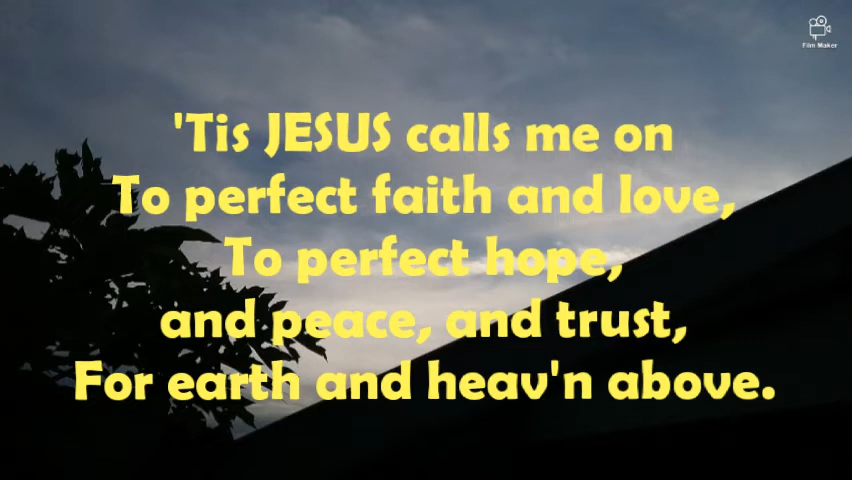 Film Maker
'Tis JESUS calls me on
To perfect faith and love,
To perfect hope,
and peace, and trust,
For earth and heav'n above.